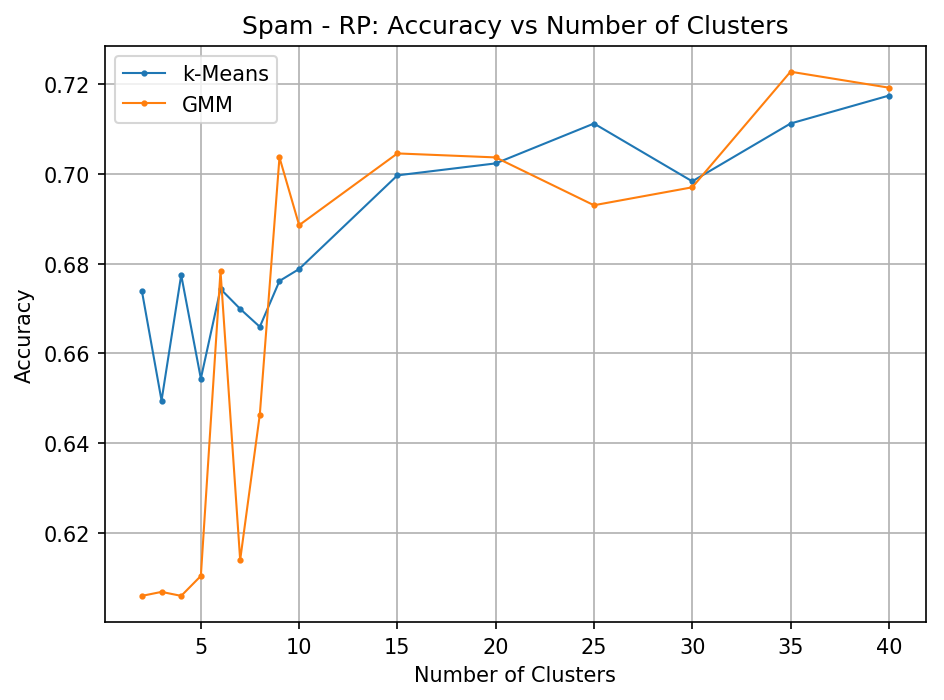 Spam - RP: Accuracy vs Number of Clusters
k-Means
GMM
0.72
0.70
0.68
0.66
0.64
0.62
Accuracy
5 10 15 20 25 30 35 40
Number of Clusters